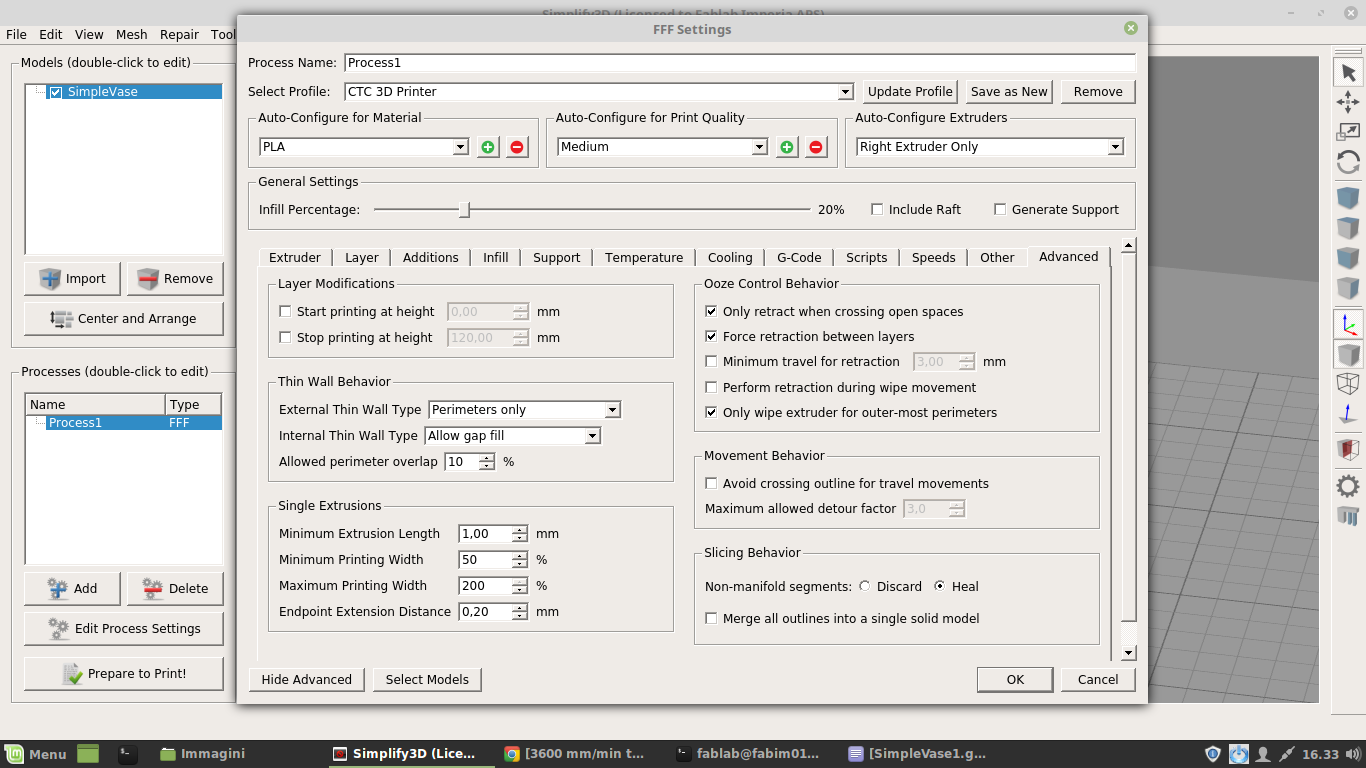 Simplify3D (Licensed to Fablab Imperia APS)
File Edit View Mesh Repair Tool
FFF Settings
Models (double-click to edit)
SimpleVase
Import
Remove
Center and Arrange
Processes (double-click to edit)
Name Type
Process1 FFF
Add
Delete
Edit Process Settings
Prepare to Print!
Process Name: Process1
Select Profile: CTC 3D Printer Update Profile Save as New Remove
Auto-Configure for Material
PLA
Auto-Configure for Print Quality
Medium
Auto-Configure Extruders
Right Extruder Only
General Settings
Infill Percentage: 20% Include Raft Generate Support
Extruder Layer Additions Infill Support Temperature Cooling G-Code Scripts Speeds Other Advanced
Layer Modifications
Start printing at height 0,00 mm
Stop printing at height 120,00 mm
Thin Wall Behavior
External Thin Wall Type Perimeters only
Internal Thin Wall Type Allow gap fill
Allowed perimeter overlap 10 %
Single Extrusions
Minimum Extrusion Length 1,00 mm
Minimum Printing Width 50 %
Maximum Printing Width 200 %
Endpoint Extension Distance 0,20 mm
Ooze Control Behavior
Only retract when crossing open spaces
Force retraction between layers
Minimum travel for retraction 3,00 mm
Perform retraction during wipe movement
Only wipe extruder for outer-most perimeters
Movement Behavior
Avoid crossing outline for travel movements
Maximum allowed detour factor 3,0
Slicing Behavior
Non-manifold segments: Discard Heal
Merge all outlines into a single solid model
Hide Advanced Select Models OK Cancel
Menu Immagini Simplify3D (Lice... [3600 mm/min t... fablab@fabim01... [SimpleVase1.g... 16.33